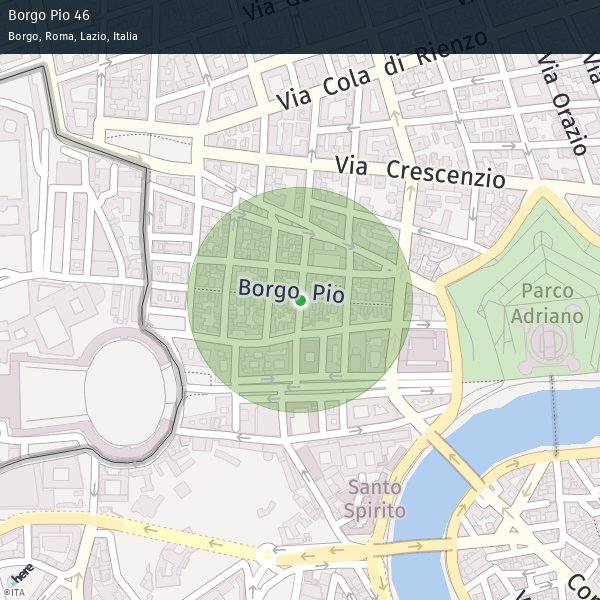 Borgo Pio 46
Borgo, Roma, Lazio, Italia
Via Cola di Rienzo
Via Orazio
Via Crescenzio
Borgo Pio
Parco
Adriano
Santo
Spirito
here
©ITA